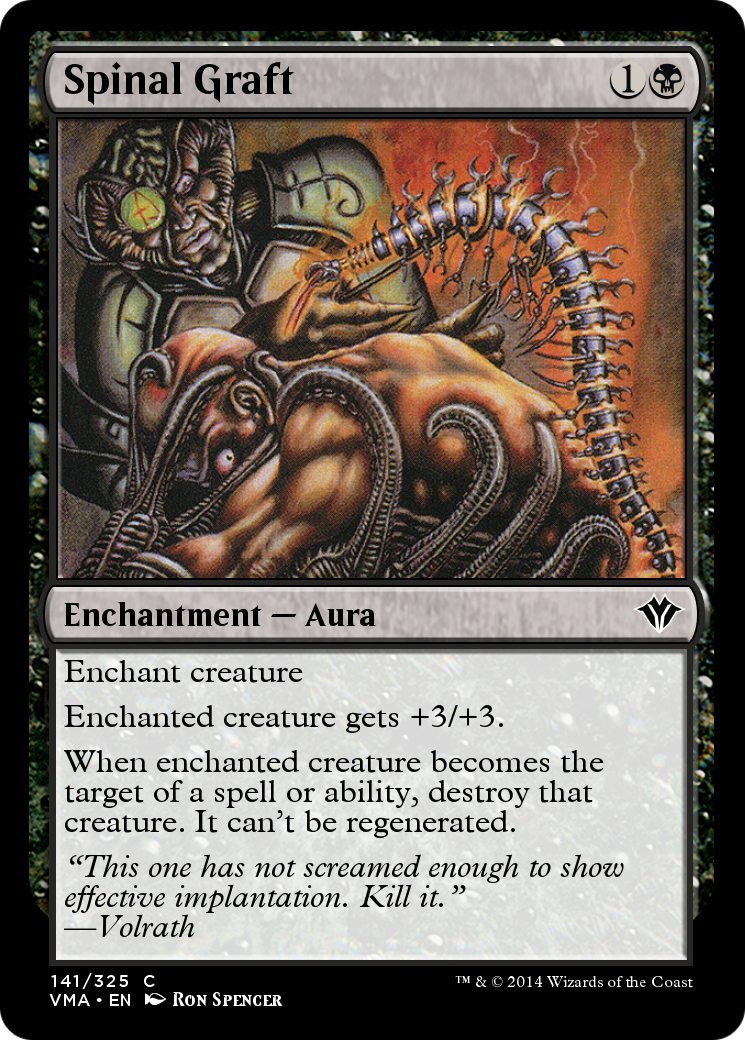 Spinal Graft
1
Enchantment — Aura
Enchant creature
Enchanted creature gets +3/+3.
When enchanted creature becomes the
target of a spell or ability, destroy that
creature. It can’t be regenerated.
“This one has not screamed enough to show
effective implantation. Kill it.”
—Volrath
141/325 C
™ & © 2014 Wizards of the Coast
VMA • EN Ron Spencer